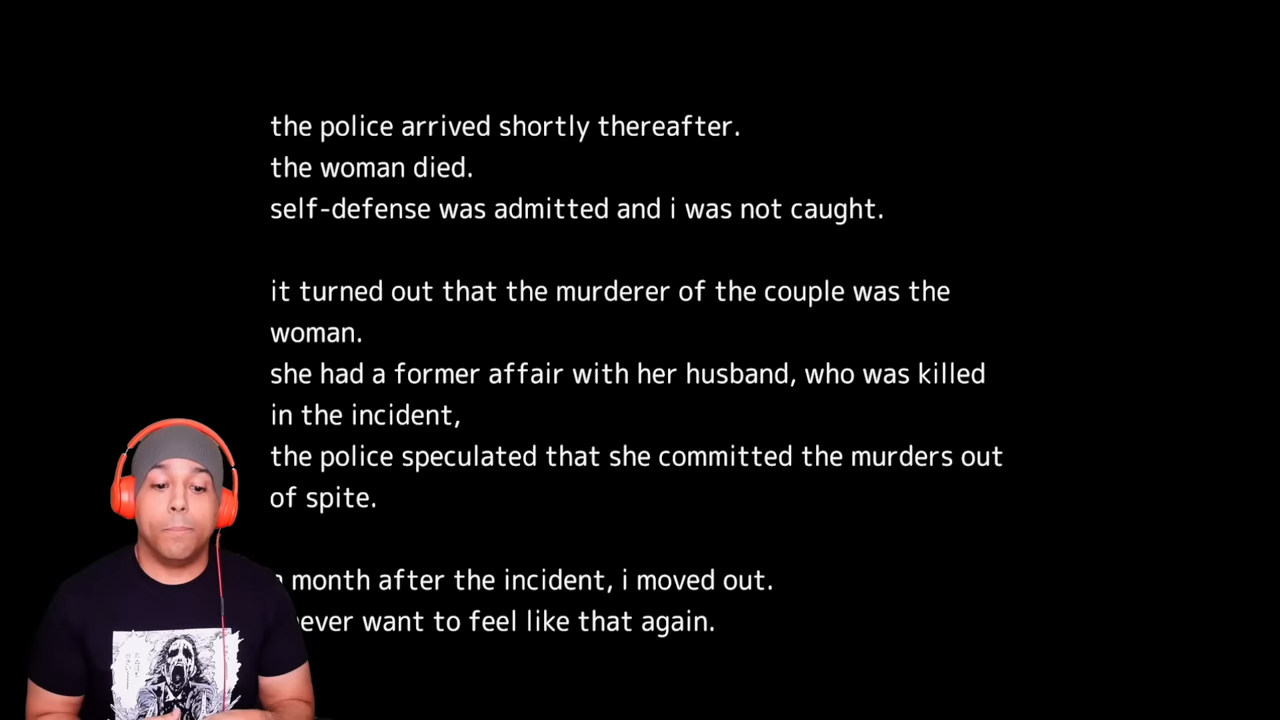 the police arrived shortly thereafter.
the woman died.
self-defense was admitted and i was not caught.
it turned out that the murderer of the couple was the
woman.
she had a former affair with her husband, who was killed
in the incident,
the police speculated that she committed the murders out
of spite.
month after the incident, i moved out.
never want to feel like that again.